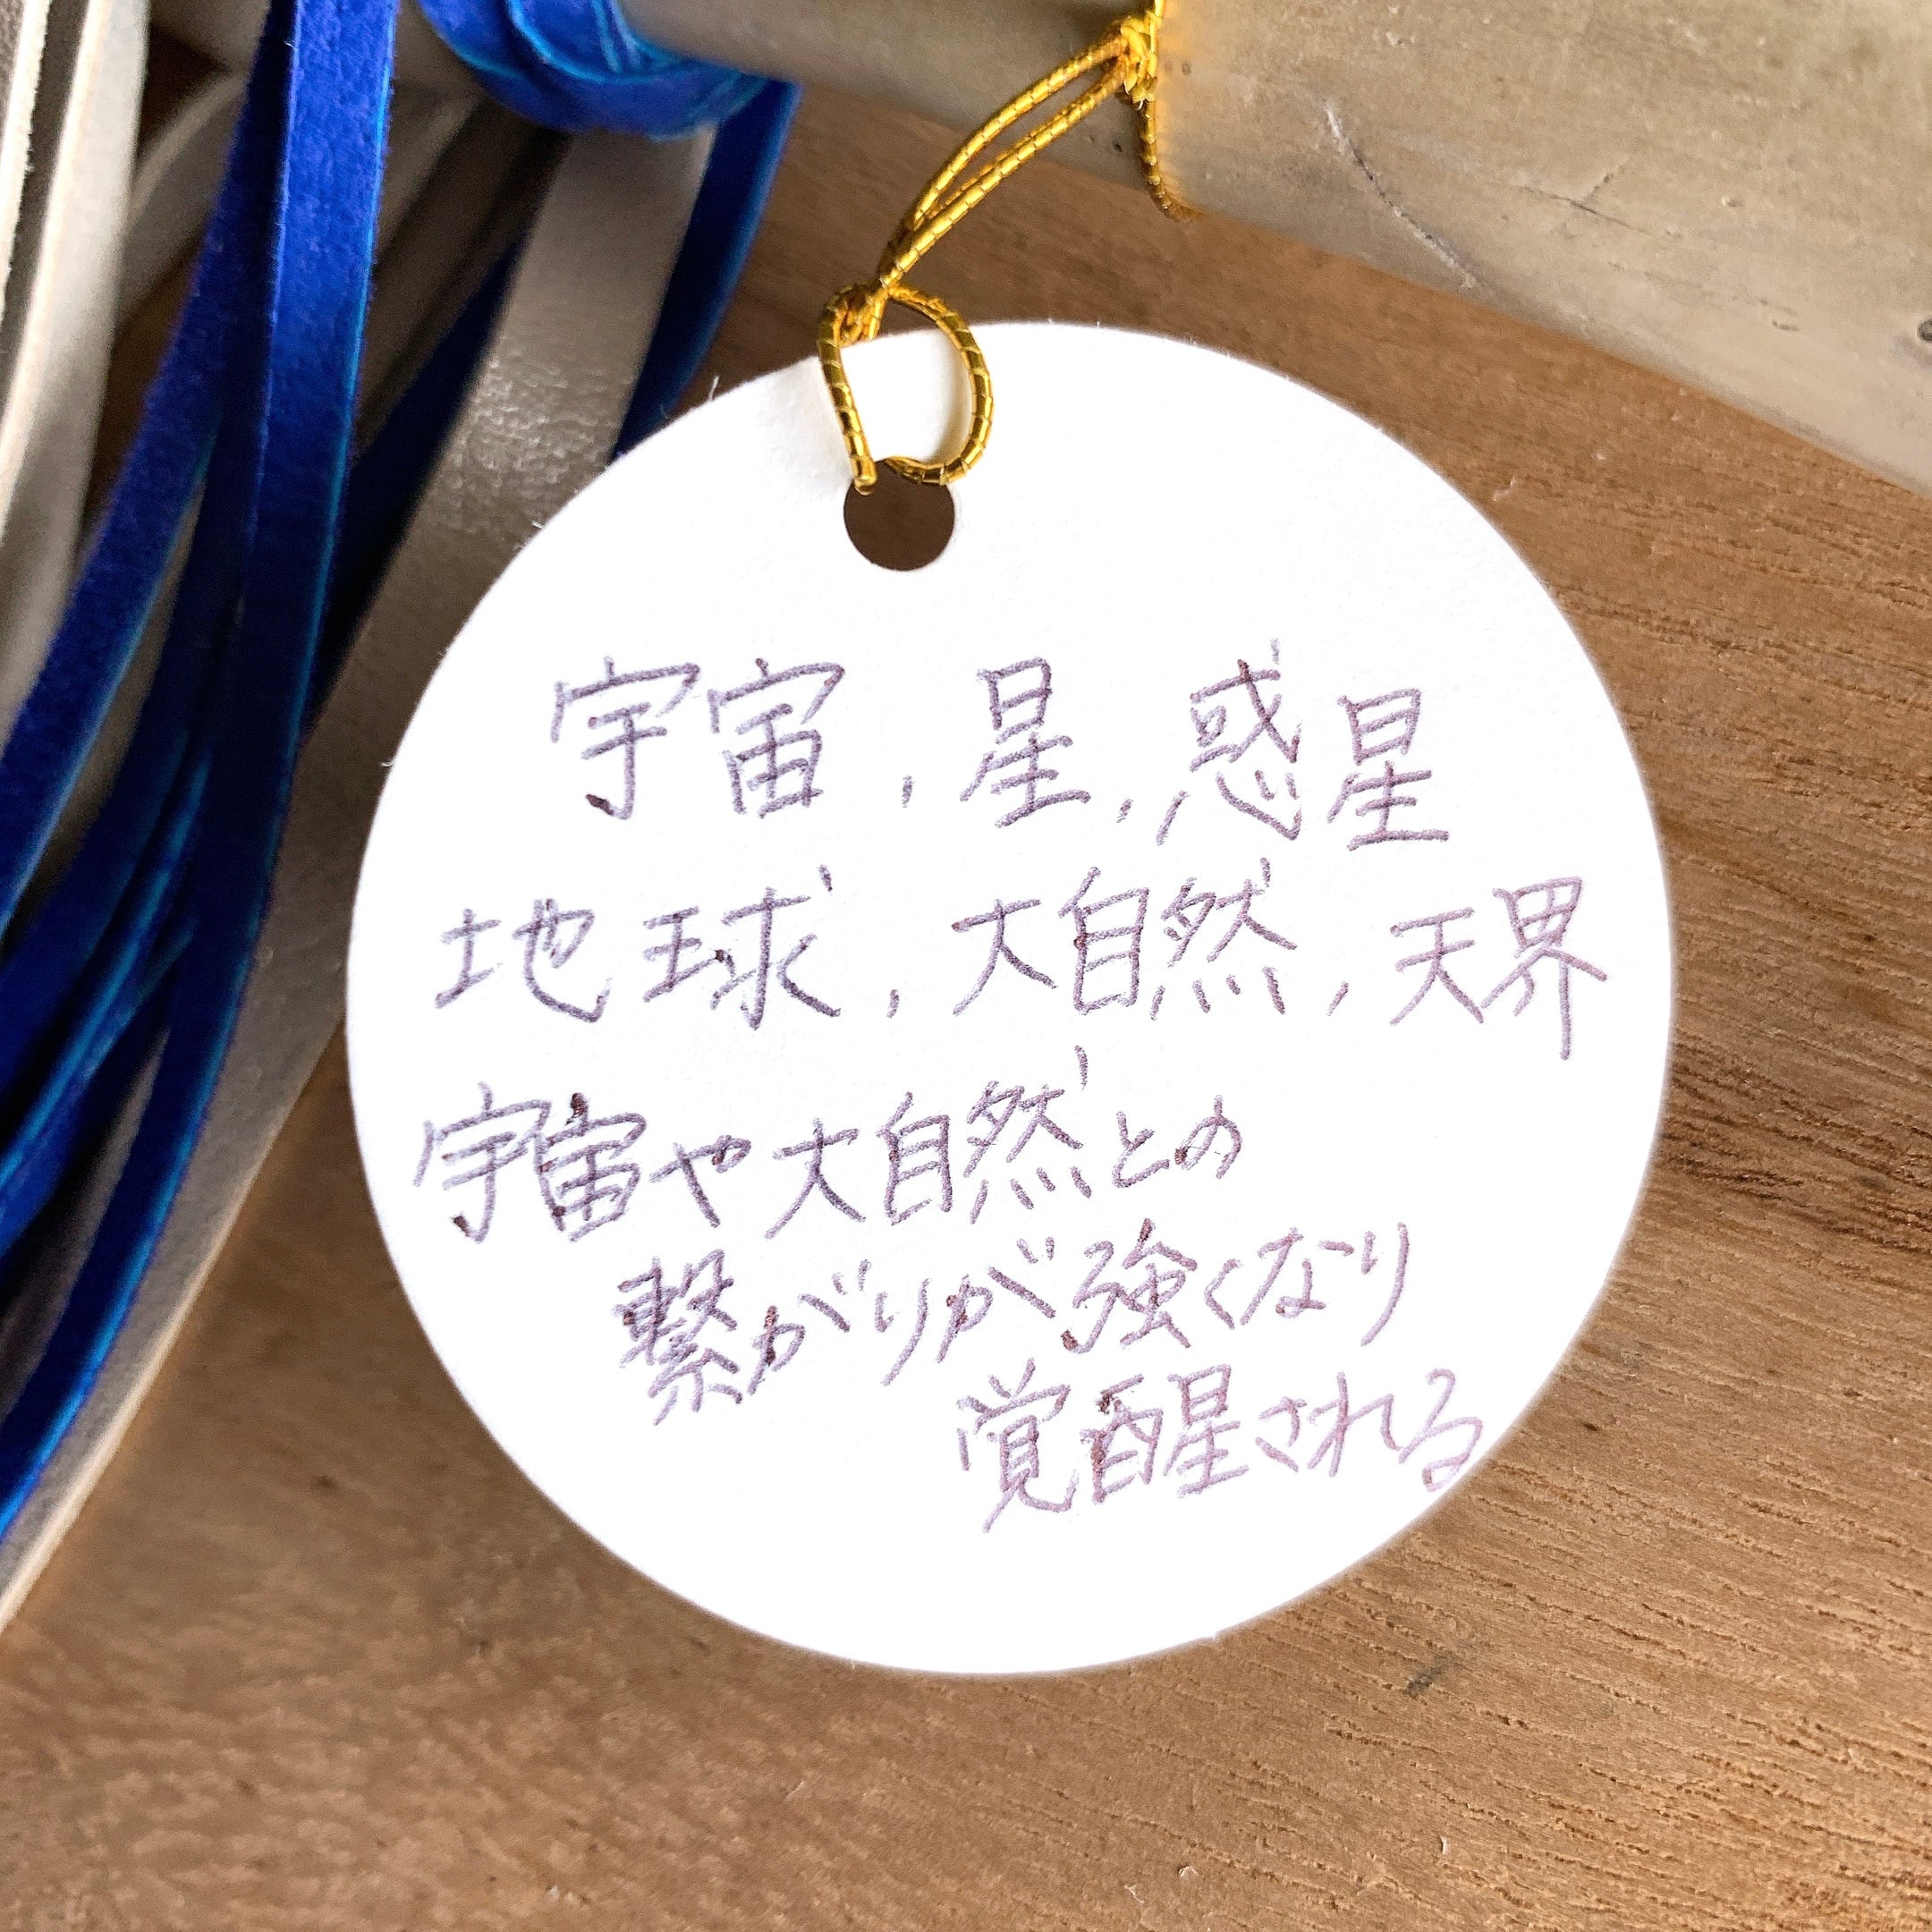 宇宙,星,惑星
地球,大自然,天界
宇宙や大自然との
繋がりが強くなり
覚醒される